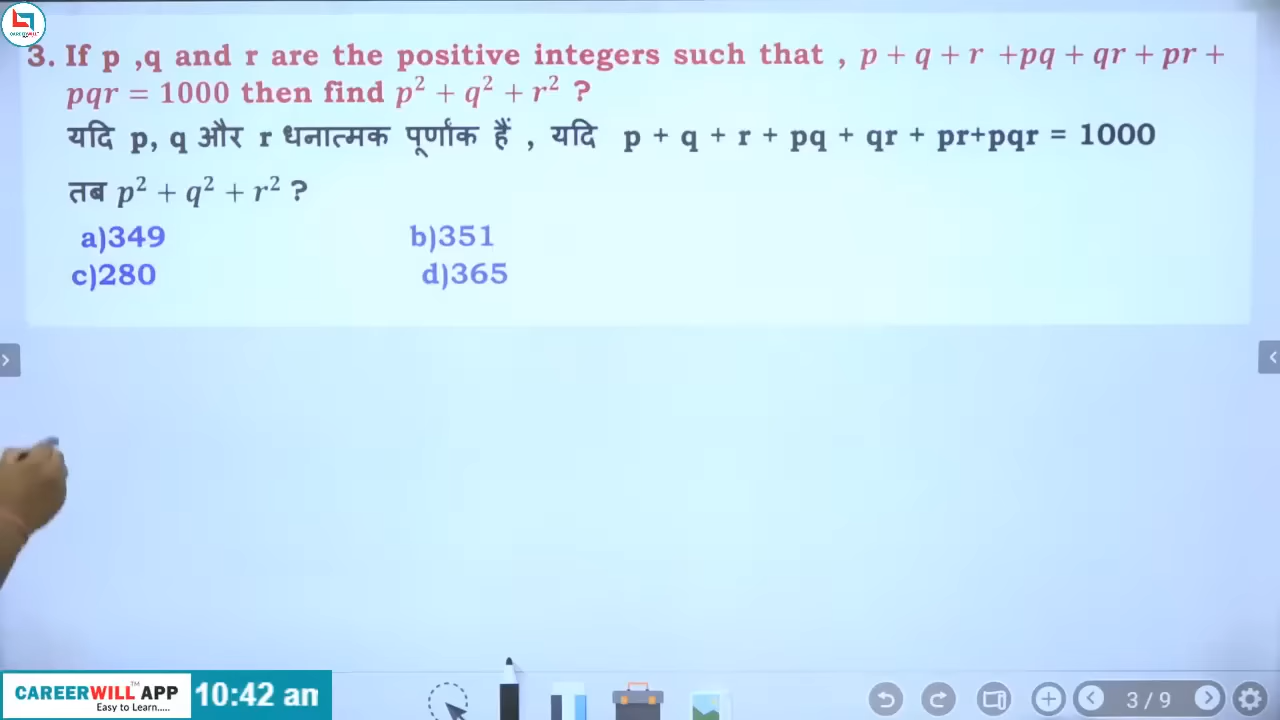 CAREERWILL
3. If p ,q and r are the positive integers such that , p + q + r +pq + qr + pr +
pqr = 1000 then find p² + q² + r² ?
यदि p, q और r धनात्मक पूर्णांक हैं , यदि p + q + r + pq + qr + pr+pqr = 1000
तब p² + q² + r² ?
a)349 b)351
c)280 d)365
CAREERWILL APP™ 10:42 an
Easy to Learn.....
3 / 9